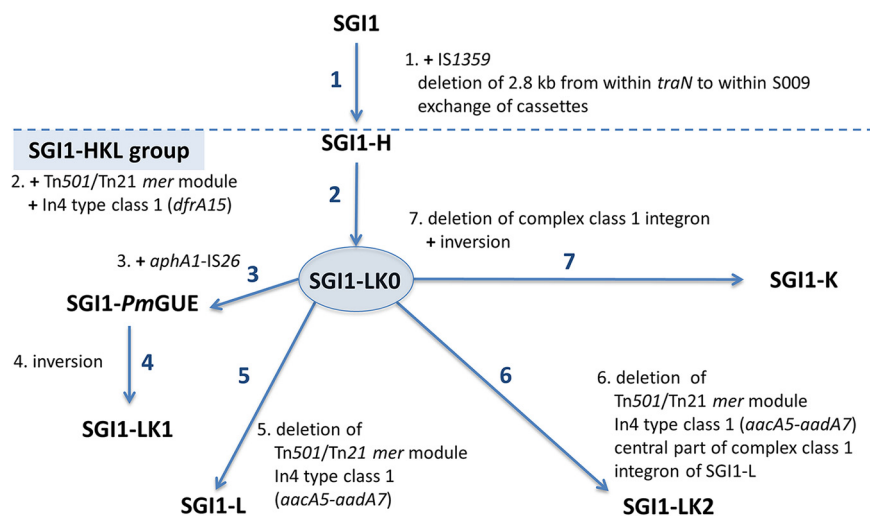 SGI1
1
1. + IS1359
deletion of 2.8 kb from within traN to within S009
exchange of cassettes
SGI1-HKL group
SGI1-H
2. + Tn501/Tn21 mer module
+ In4 type class 1 (dfrA15)
2
7. deletion of complex class 1 integron
+ inversion
3. + aphA1-IS26
3
SGI1-LK0
7
SGI1-K
SGI1-PmGUE
4. inversion
4
5
6
6. deletion of
Tn501/Tn21 mer module
In4 type class 1 (aacA5-aadA7)
central part of complex class 1
integron of SGI1-L
SGI1-LK1
5. deletion of
Tn501/Tn21 mer module
In4 type class 1
(aacA5-aadA7)
SGI1-L
SGI1-LK2